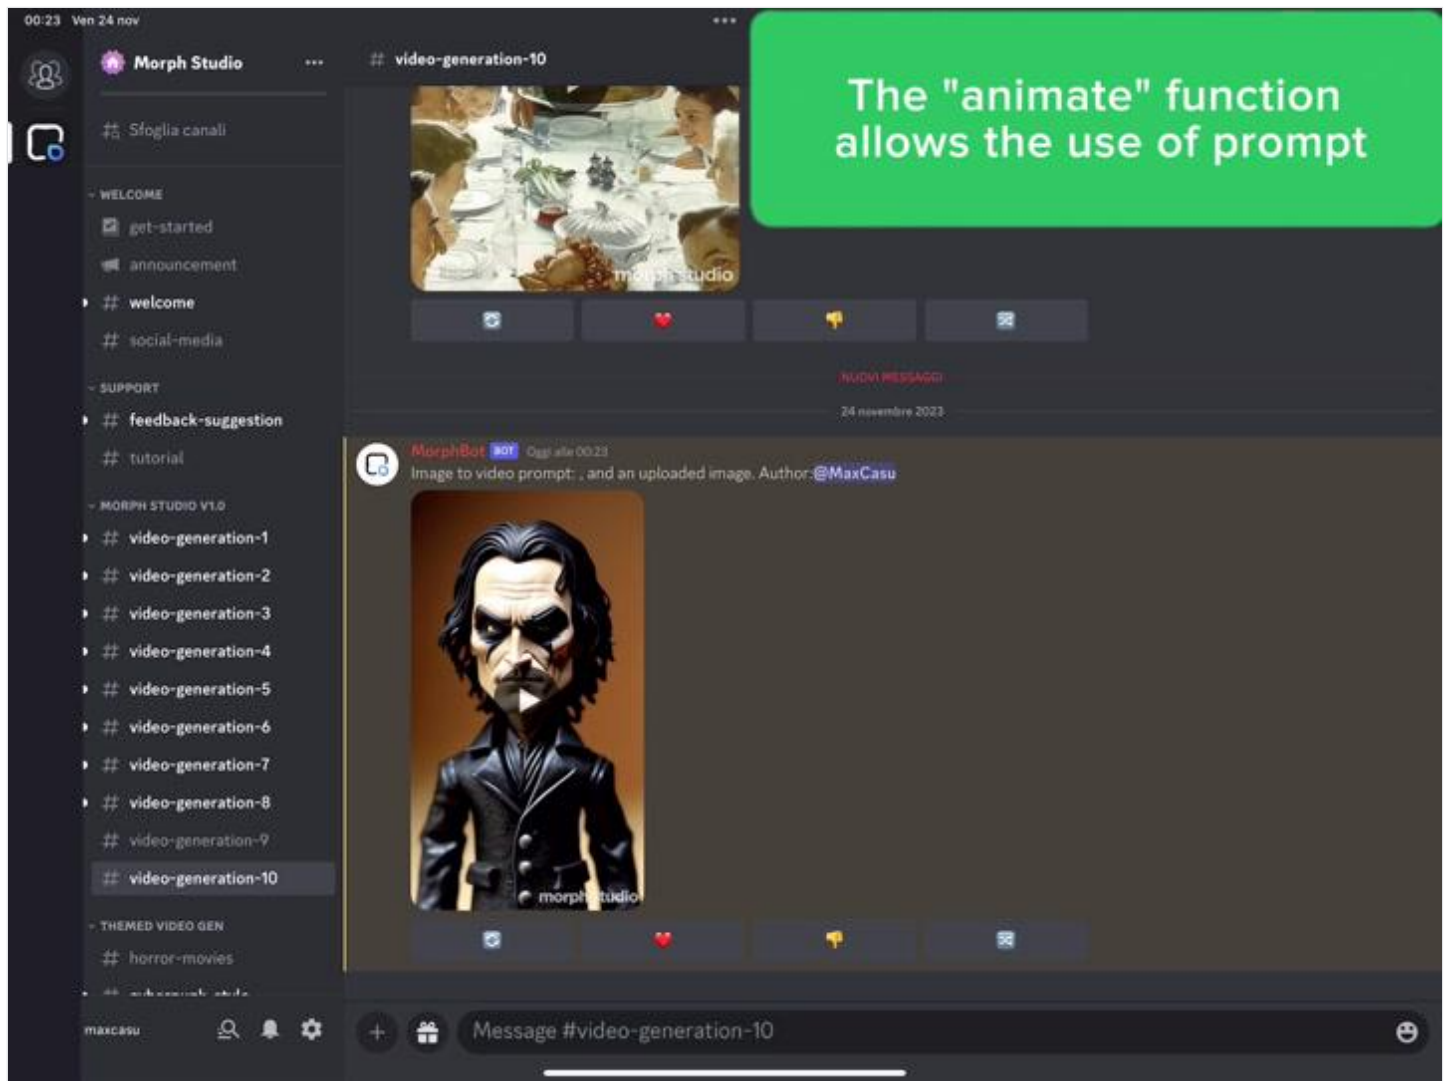 00:23 Ven 24 nov
Morph Studio
Sfoglia canali
WELCOME
get-started
announcement
welcome
social-media
SUPPORT
feedback-suggestion
tutorial
MORPH STUDIO V1.0
video-generation-1
video-generation-2
video-generation-3
video-generation-4
video-generation-5
video-generation-6
video-generation-7
video-generation-8
video-generation-9
video-generation-10
THEMED VIDEO GEN
horror-movies
cyberpunk-style
maxcasu
video-generation-10
The "animate" function
allows the use of prompt
morph studio
NUOVI MESSAGGI
24 novembre 2023
MorphBot BOT Oggi alle 00:23
Image to video prompt: , and an uploaded image. Author:@MaxCasu
morph studio
Message #video-generation-10